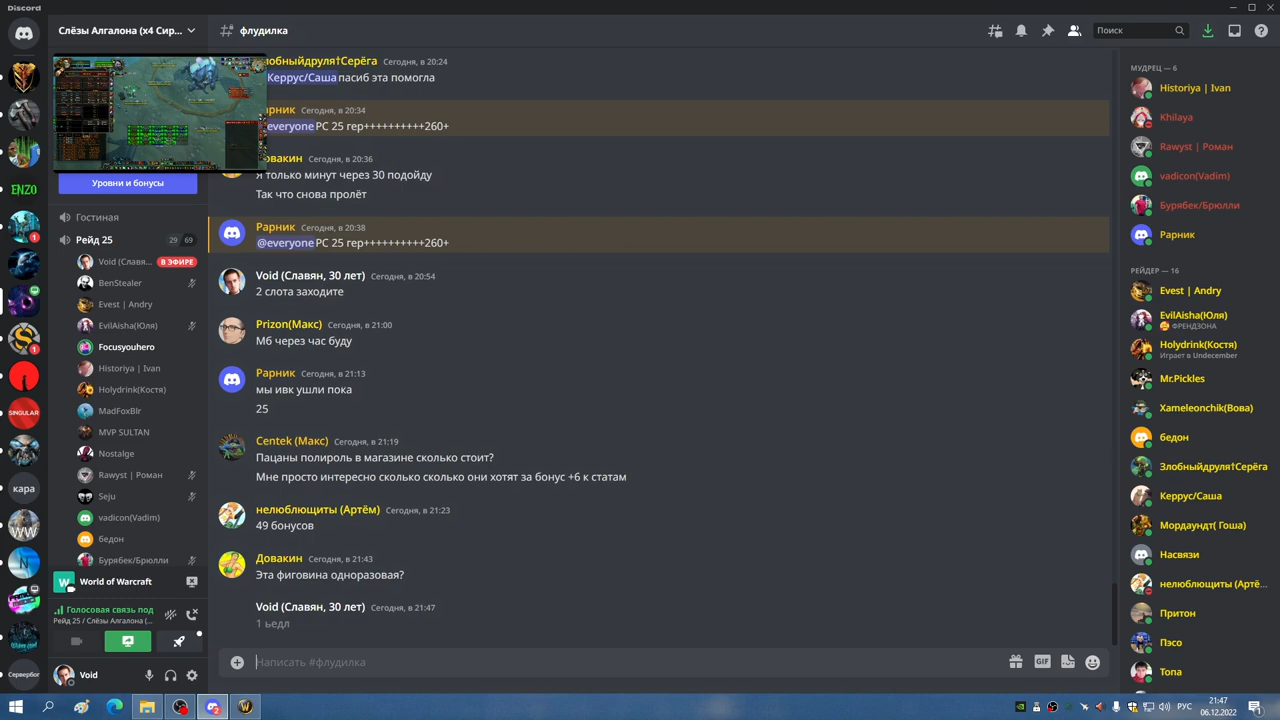 Discord
Слёзы Алгалона (x4 Сир...
флудилка
Поиск
ENZO
1
1
SINGULAR
кара
WW
Сервербог
Уровни и бонусы
Гостиная
Рейд 25
29 69
Void (Славя...
В ЭФИРЕ
BenStealer
Evest | Andry
EvilAisha(Юля)
Focusyouhero
Historiya | Ivan
Holydrink(Костя)
MadFoxBlr
MVP SULTAN
Nostalge
Rawyst | Роман
Seju
vadicon(Vadim)
бедон
Бурябек/Брюлли
World of Warcraft
Голосовая связь под
Рейд 25 / Слёзы Алгалона (...
Void
злобныйдруля†Серёга Сегодня, в 20:24
Керрус/Саша пасиб эта помогла
арник Сегодня, в 20:34
everyone РС 25 гер++++++++++260+
овакин Сегодня, в 20:36
Я только минут через 30 подойду
Так что снова пролёт
Рарник Сегодня, в 20:38
@everyone РС 25 гер++++++++++260+
Void (Славян, 30 лет) Сегодня, в 20:54
2 слота заходите
Prizon(Макс) Сегодня, в 21:00
Мб через час буду
Рарник Сегодня, в 21:13
мы ивк ушли пока
25
Centek (Макс) Сегодня, в 21:19
Пацаны полироль в магазине сколько стоит?
Мне просто интересно сколько сколько они хотят за бонус +6 к статам
нелюблющиты (Артём) Сегодня, в 21:23
49 бонусов
Довакин Сегодня, в 21:43
Эта фиговина одноразовая?
Void (Славян, 30 лет) Сегодня, в 21:47
1 ьедл
Написать #флудилка
GIF
МУДРЕЦ — 6
Historiya | Ivan
Khilaya
Rawyst | Роман
vadicon(Vadim)
Бурябек/Брюлли
Рарник
РЕЙДЕР — 16
Evest | Andry
EvilAisha(Юля)
ФРЕНДЗОНА
Holydrink(Костя)
Играет в Undecember
Mr.Pickles
Xameleonchik(Вова)
бедон
Злобныйдруля†Серёга
Керрус/Саша
Мордаундт( Гоша)
Насвязи
нелюблющиты (Артё...
Притон
Пэсо
Топа
2
РУС
21:47
06.12.2022
1